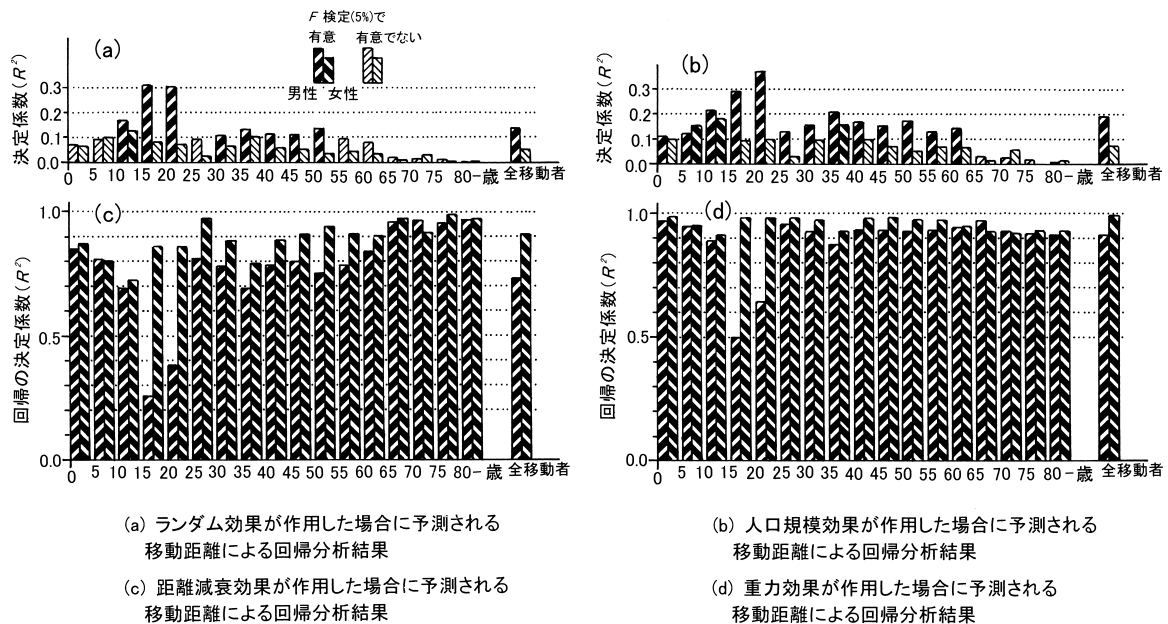 F 検定(5%)で
有意 有意でない
男性 女性
(a)
決定係数(R²)
0.3
0.2
0.1
0.0
0 5 10 15 20 25 30 35 40 45 50 55 60 65 70 75 80- 歳 全移動者
(b)
決定係数(R²)
0.3
0.2
0.1
0.0
0 5 10 15 20 25 30 35 40 45 50 55 60 65 70 75 80- 歳 全移動者
(c)
回帰の決定係数(R²)
1.0
0.5
0.0
0 5 10 15 20 25 30 35 40 45 50 55 60 65 70 75 80- 歳 全移動者
(d)
回帰の決定係数(R²)
1.0
0.5
0.0
0 5 10 15 20 25 30 35 40 45 50 55 60 65 70 75 80- 歳 全移動者
(a) ランダム効果が作用した場合に予測される
移動距離による回帰分析結果
(b) 人口規模効果が作用した場合に予測される
移動距離による回帰分析結果
(c) 距離減衰効果が作用した場合に予測される
移動距離による回帰分析結果
(d) 重力効果が作用した場合に予測される
移動距離による回帰分析結果